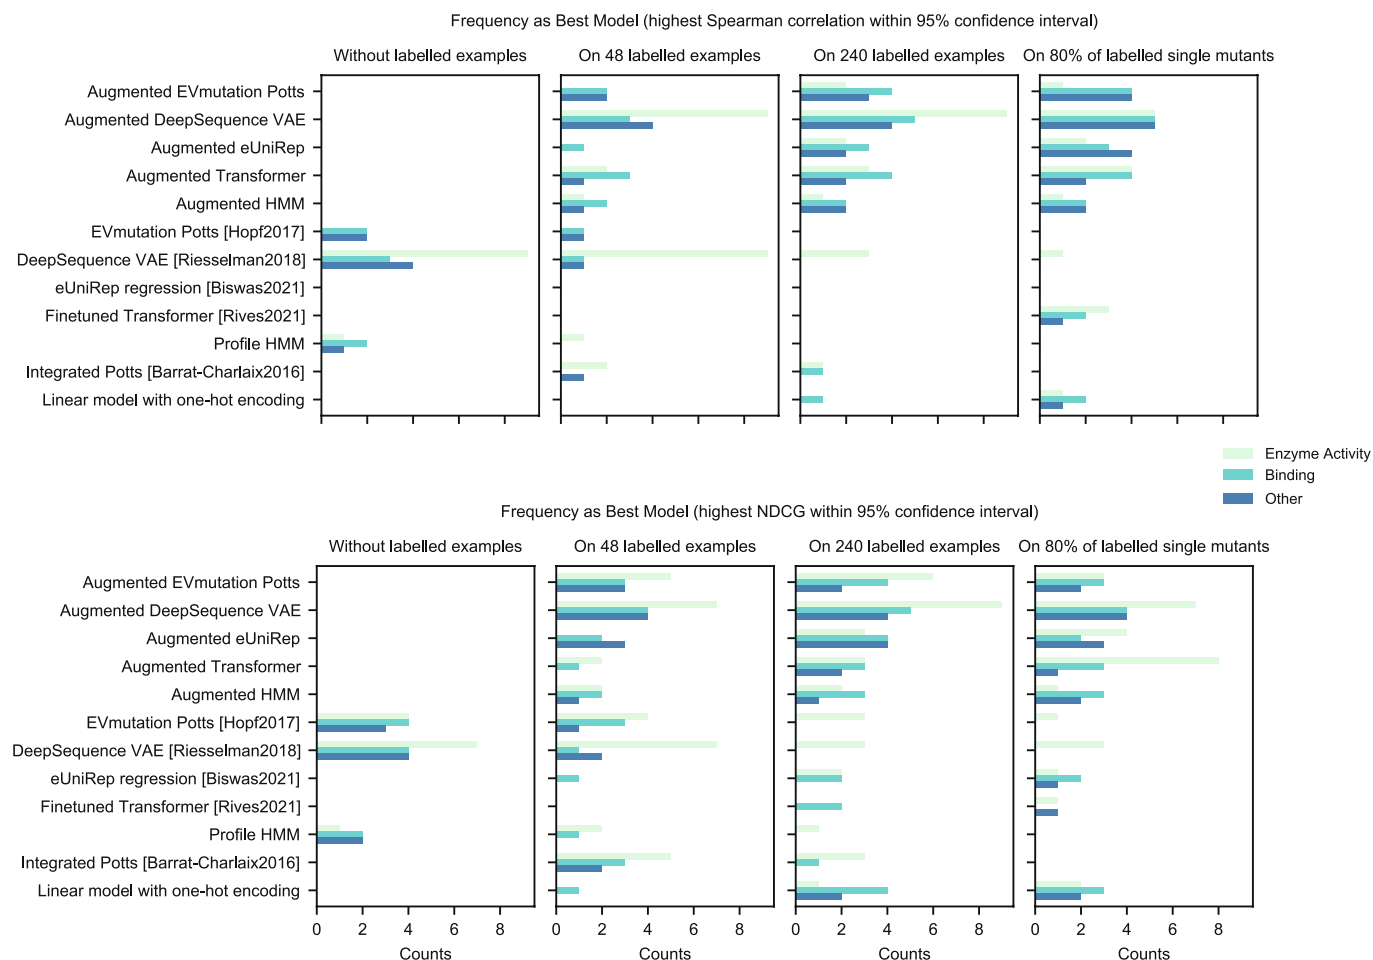 Frequency as Best Model (highest Spearman correlation within 95% confidence interval)
Without labelled examples
On 48 labelled examples
On 240 labelled examples
On 80% of labelled single mutants
Augmented EVmutation Potts
Augmented DeepSequence VAE
Augmented eUniRep
Augmented Transformer
Augmented HMM
EVmutation Potts [Hopf2017]
DeepSequence VAE [Riesselman2018]
eUniRep regression [Biswas2021]
Finetuned Transformer [Rives2021]
Profile HMM
Integrated Potts [Barrat-Charlaix2016]
Linear model with one-hot encoding
Enzyme Activity
Binding
Other
Frequency as Best Model (highest NDCG within 95% confidence interval)
Without labelled examples
On 48 labelled examples
On 240 labelled examples
On 80% of labelled single mutants
Augmented EVmutation Potts
Augmented DeepSequence VAE
Augmented eUniRep
Augmented Transformer
Augmented HMM
EVmutation Potts [Hopf2017]
DeepSequence VAE [Riesselman2018]
eUniRep regression [Biswas2021]
Finetuned Transformer [Rives2021]
Profile HMM
Integrated Potts [Barrat-Charlaix2016]
Linear model with one-hot encoding
0 2 4 6 8
0 2 4 6 8
0 2 4 6 8
0 2 4 6 8
Counts
Counts
Counts
Counts